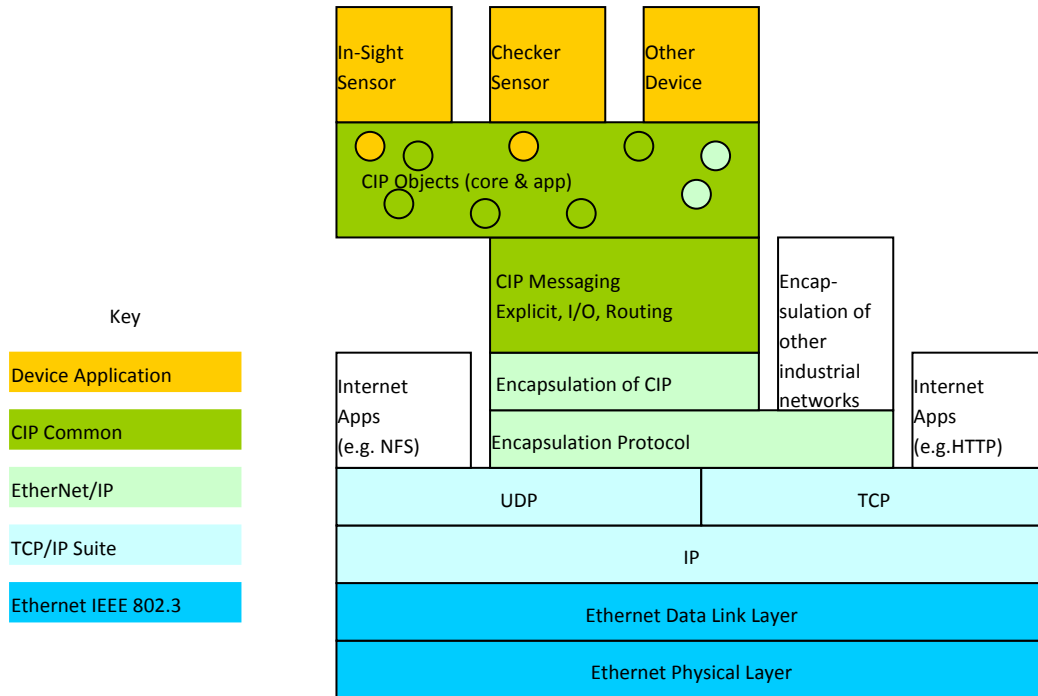 In-Sight
Sensor
Checker
Sensor
Other
Device
CIP Objects (core & app)
CIP Messaging
Explicit, I/O, Routing
Encap-
sulation of
other
industrial
networks
Key
Device Application
CIP Common
EtherNet/IP
TCP/IP Suite
Ethernet IEEE 802.3
Internet
Apps
(e.g. NFS)
Encapsulation of CIP
Encapsulation Protocol
Internet
Apps
(e.g.HTTP)
UDP
TCP
IP
Ethernet Data Link Layer
Ethernet Physical Layer